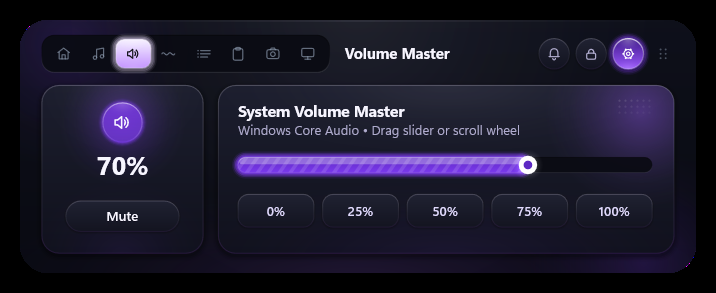 Volume Master
70%
Mute
System Volume Master
Windows Core Audio • Drag slider or scroll wheel
0%
25%
50%
75%
100%